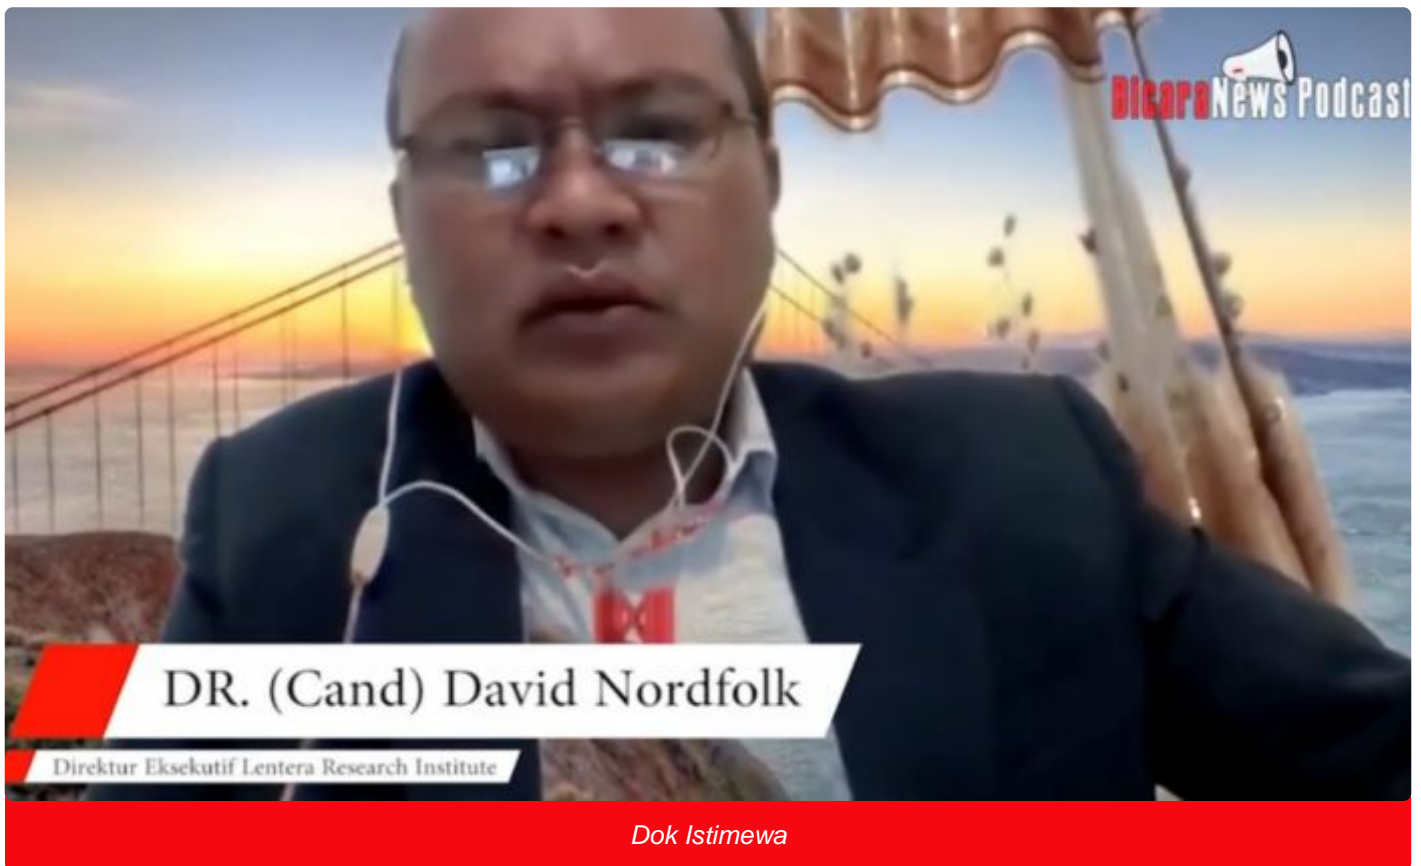 BicaraNews Podcast
DR. (Cand) David Nordfolk
Direktur Eksekutif Lentera Research Institute
Dok Istimewa